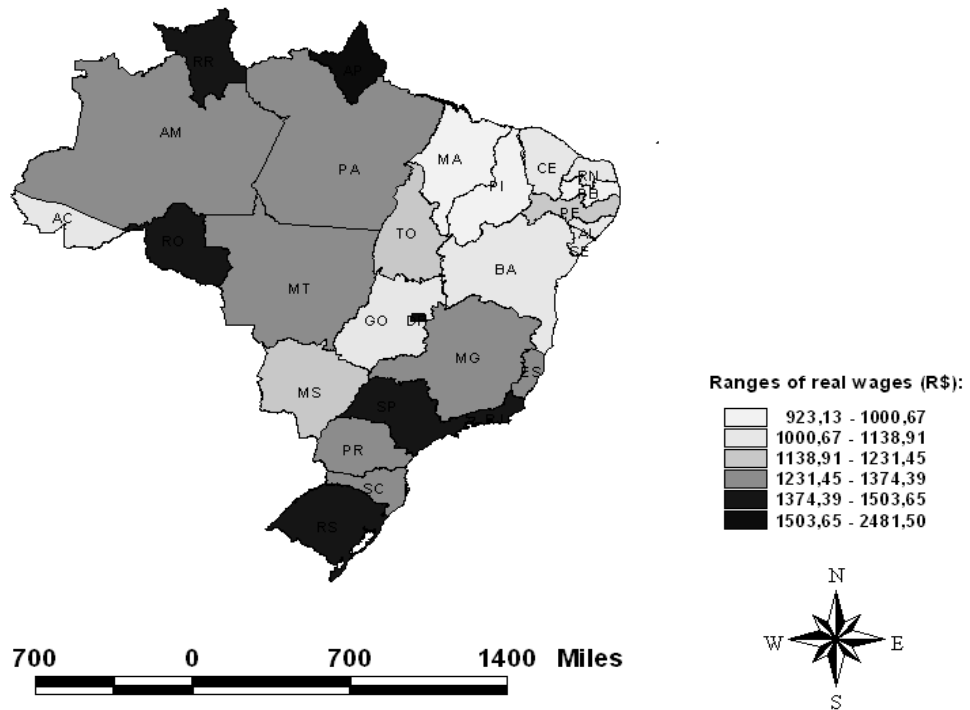 RR
AP
AM
PA
MA
CE
RN
PI
PB
PE
AC
AL
TO
SE
RO
BA
MT
GO
DF
MG
ES
MS
SP
RJ
PR
SC
RS
Ranges of real wages (R$):
923,13 - 1000,67
1000,67 - 1138,91
1138,91 - 1231,45
1231,45 - 1374,39
1374,39 - 1503,65
1503,65 - 2481,50
N
W E
S
700 0 700 1400 Miles